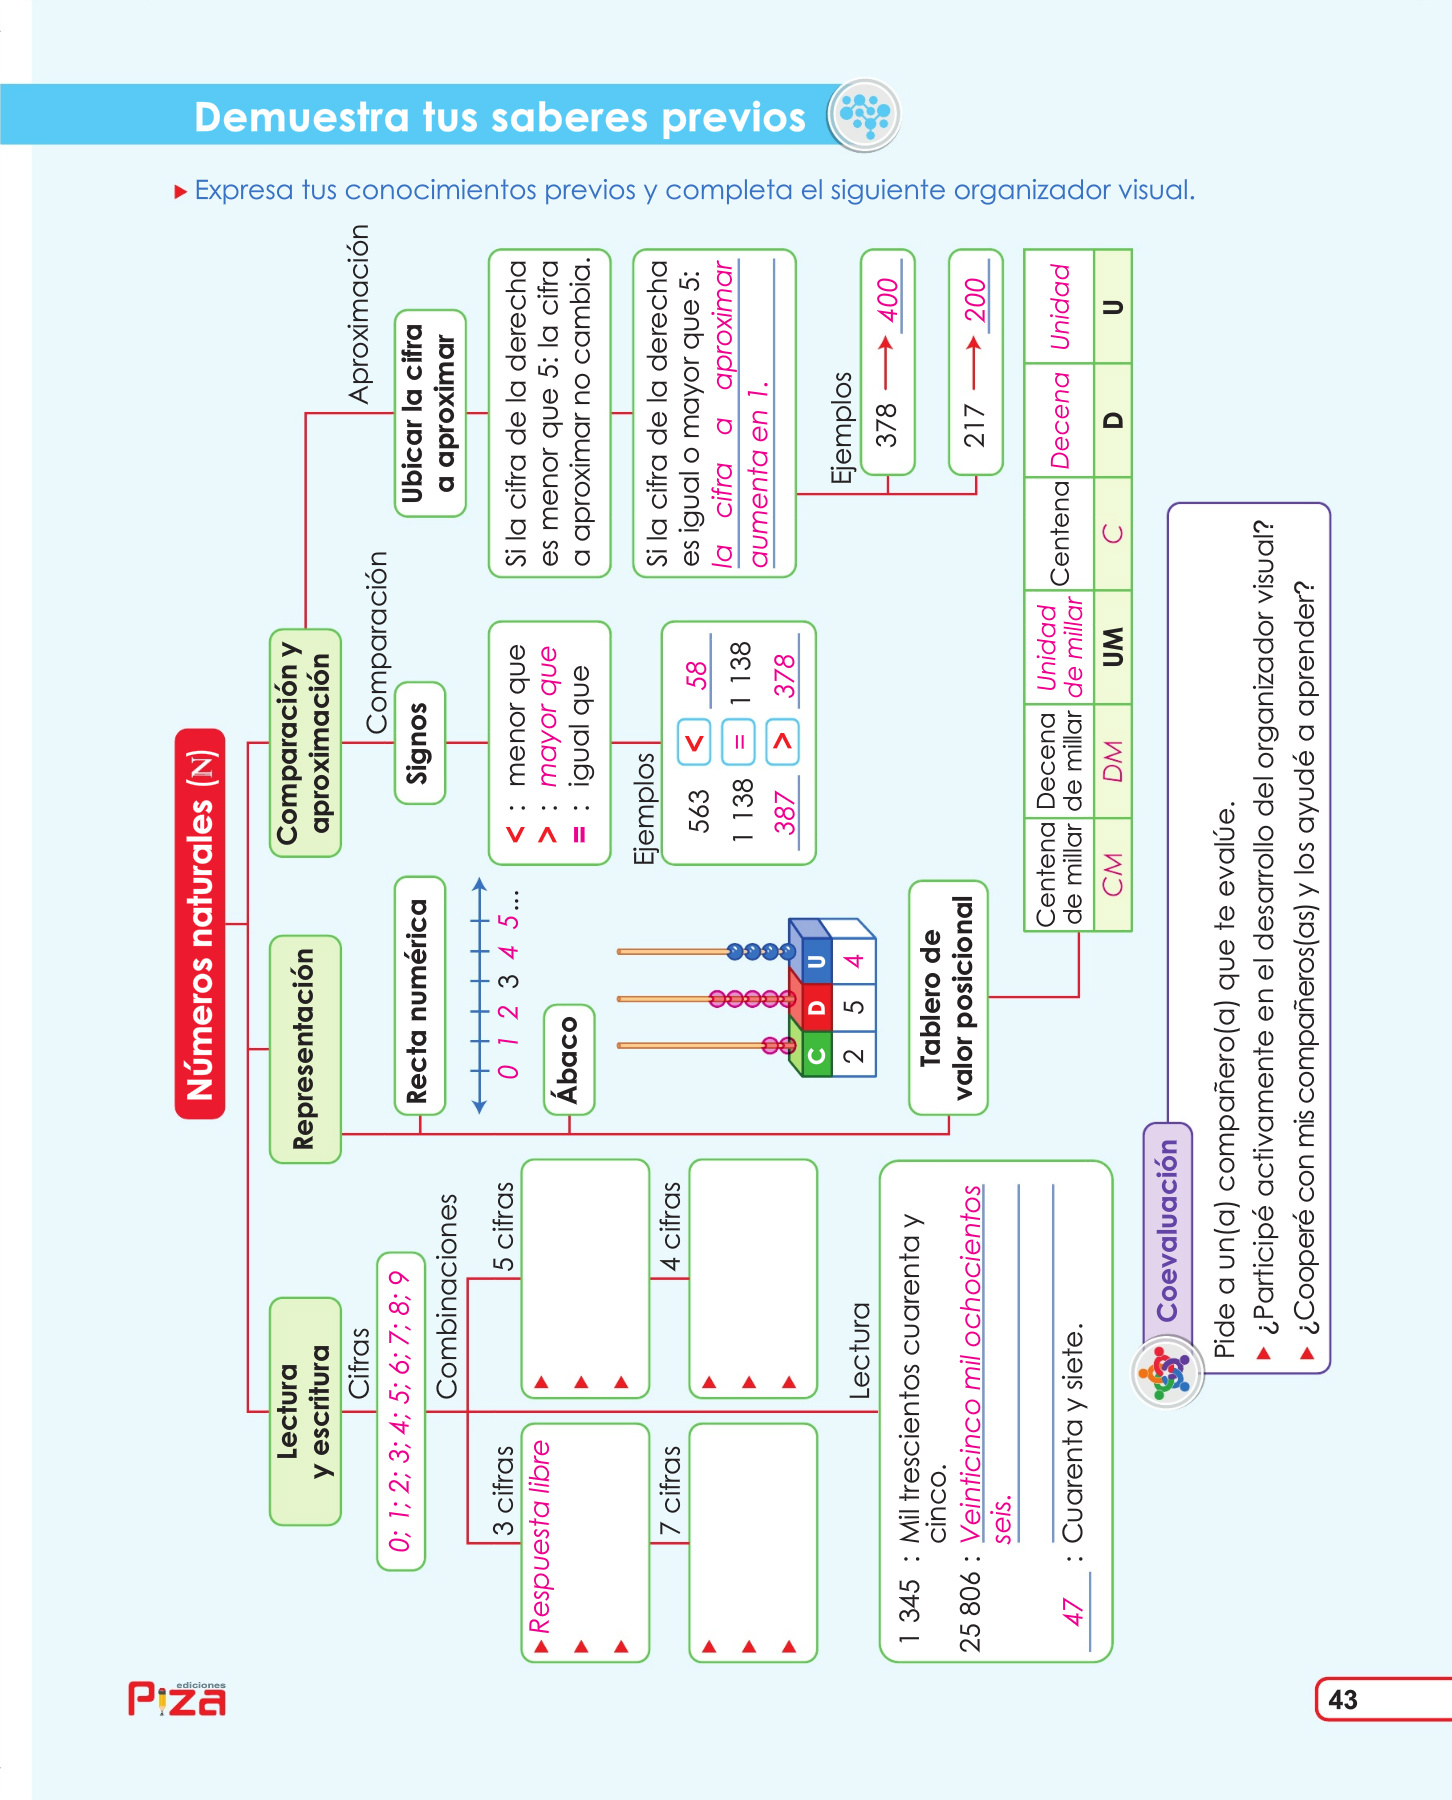 Demuestra tus saberes previos
Expresa tus conocimientos previos y completa el siguiente organizador visual.
Números naturales (N)
Lectura
y escritura
Cifras
0; 1; 2; 3; 4; 5; 6; 7; 8; 9
Combinaciones
3 cifras
Respuesta libre
5 cifras
7 cifras
4 cifras
Lectura
1 345 : Mil trescientos cuarenta y
cinco.
25 806 : Veinticinco mil ochocientos
seis.
47 : Cuarenta y siete.
Representación
Recta numérica
0 1 2 3 4 5...
Ábaco
C D U
2 5 4
Tablero de
valor posicional
Centena de millar Decena de millar Unidad de millar Centena Decena Unidad
CM DM UM C D U
Comparación y
aproximación
Comparación
Signos
< : menor que
> : mayor que
= : igual que
Ejemplos
563 < 58
1 138 = 1 138
387 > 378
Aproximación
Ubicar la cifra
a aproximar
Si la cifra de la derecha
es menor que 5: la cifra
a aproximar no cambia.
Si la cifra de la derecha
es igual o mayor que 5:
la cifra a aproximar
aumenta en 1.
Ejemplos
378 → 400
217 → 200
Coevaluación
Pide a un(a) compañero(a) que te evalúe.
¿Participé activamente en el desarrollo del organizador visual?
¿Cooperé con mis compañeros(as) y los ayudé a aprender?
ediciones
Piza
43